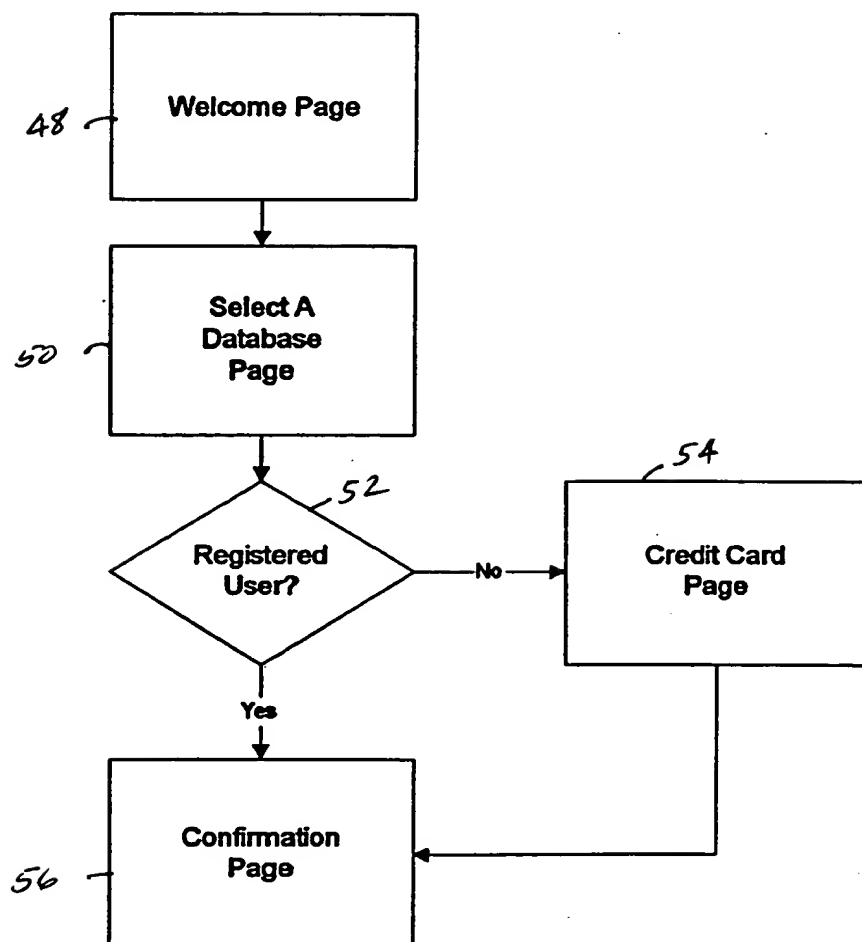 Welcome Page
48
Select A
Database
Page
50
52
54
Registered
User?
No
Credit Card
Page
Yes
Confirmation
Page
56